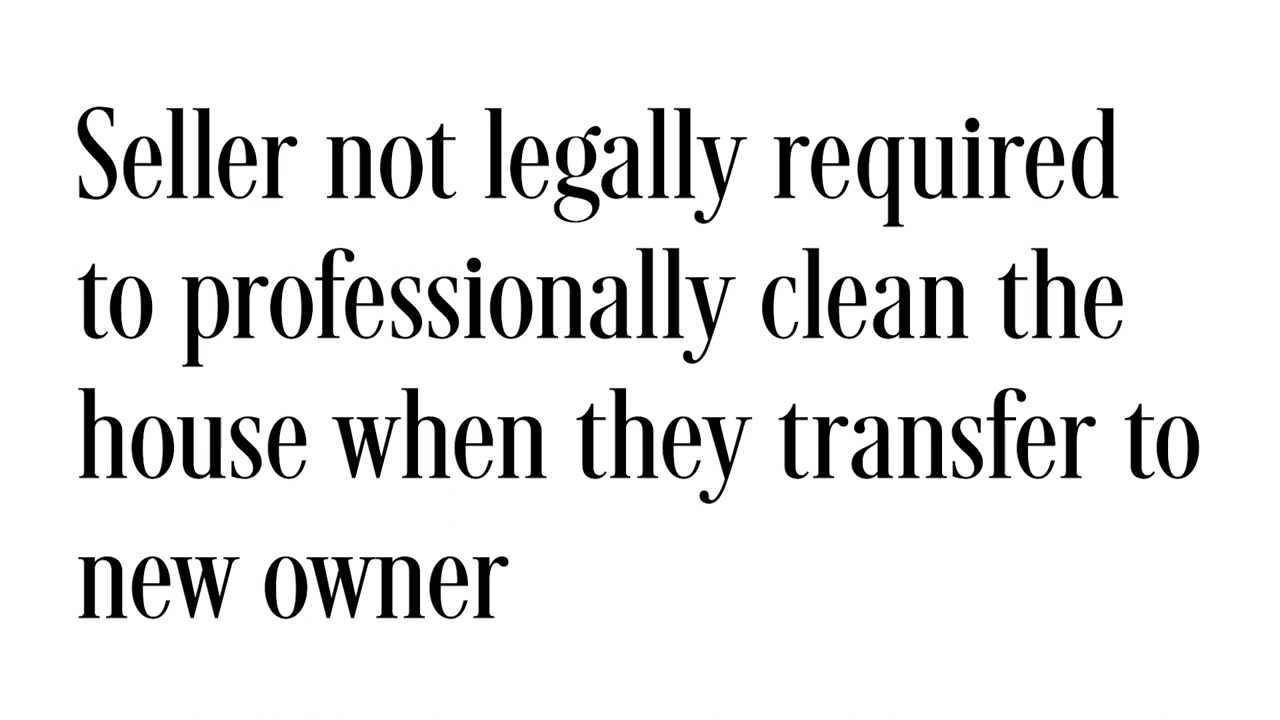 Seller not legally required
to professionally clean the
house when they transfer to
new owner